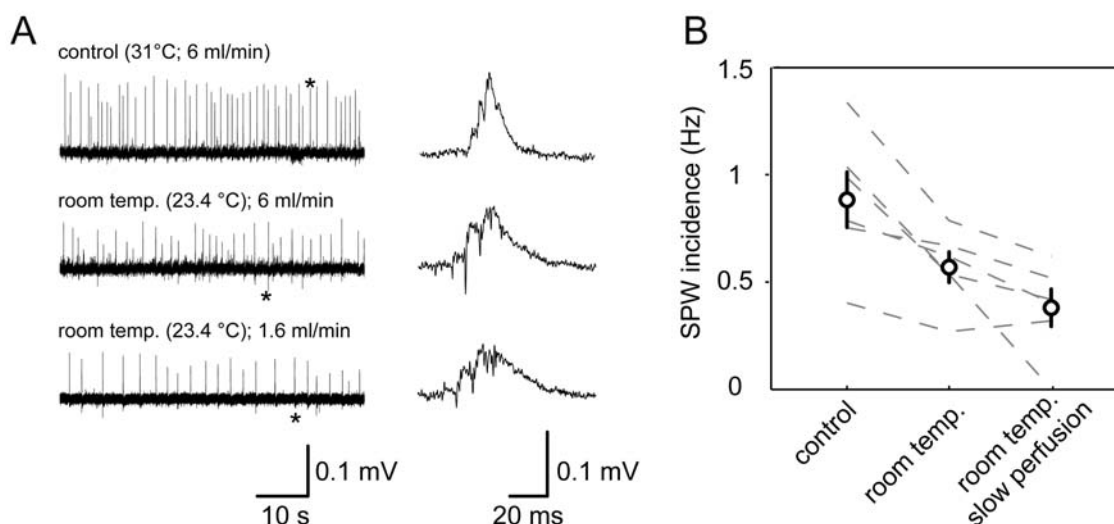 A
control (31°C; 6 ml/min)
*
room temp. (23.4 °C); 6 ml/min
*
room temp. (23.4 °C); 1.6 ml/min
*
0.1 mV
10 s
0.1 mV
20 ms
B
SPW incidence (Hz)
1.5
1
0.5
0
control
room temp.
room temp.
slow perfusion